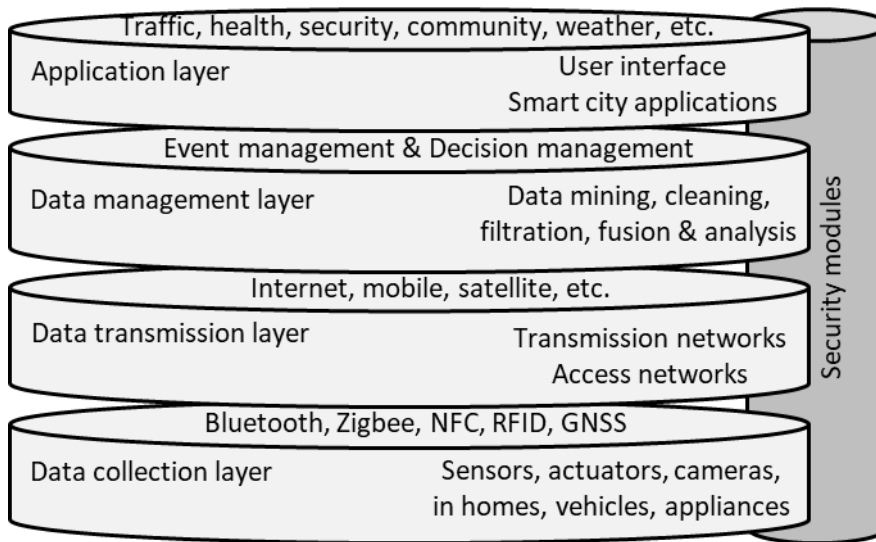 Traffic, health, security, community, weather, etc.
Application layer
User interface
Smart city applications
Event management & Decision management
Data management layer
Data mining, cleaning,
filtration, fusion & analysis
Internet, mobile, satellite, etc.
Data transmission layer
Transmission networks
Access networks
Bluetooth, Zigbee, NFC, RFID, GNSS
Data collection layer
Sensors, actuators, cameras,
in homes, vehicles, appliances
Security modules